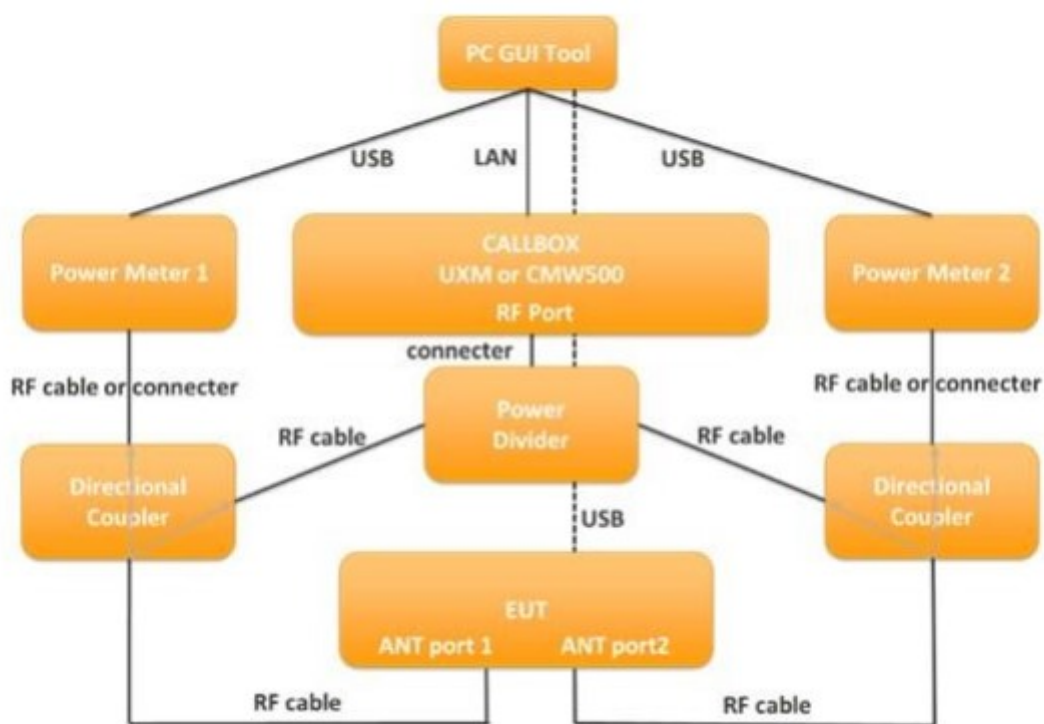 PC GUI Tool
USB
LAN
USB
Power Meter 1
CALLBOX
UXM or CMW500
RF Port
Power Meter 2
connecter
RF cable or connecter
RF cable or connecter
Power
Divider
RF cable
RF cable
Directional
Coupler
Directional
Coupler
USB
EUT
ANT port 1
ANT port2
RF cable
RF cable